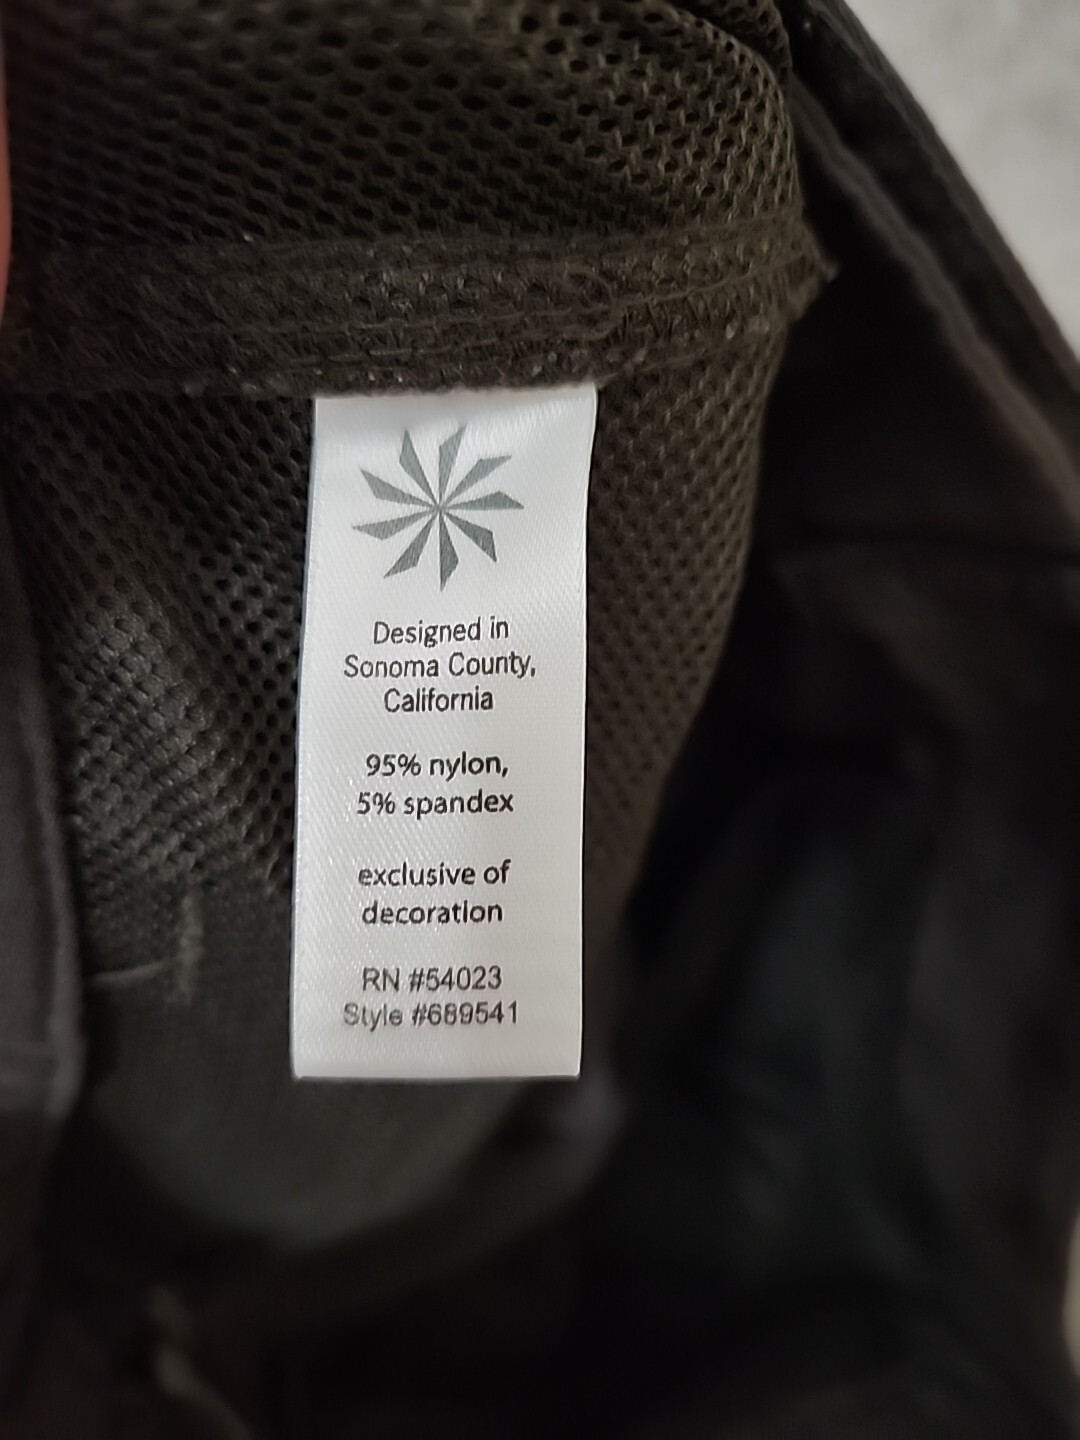 Designed in
Sonoma County,
California
95% nylon,
5% spandex
exclusive of
decoration
RN #54023
Style #689541